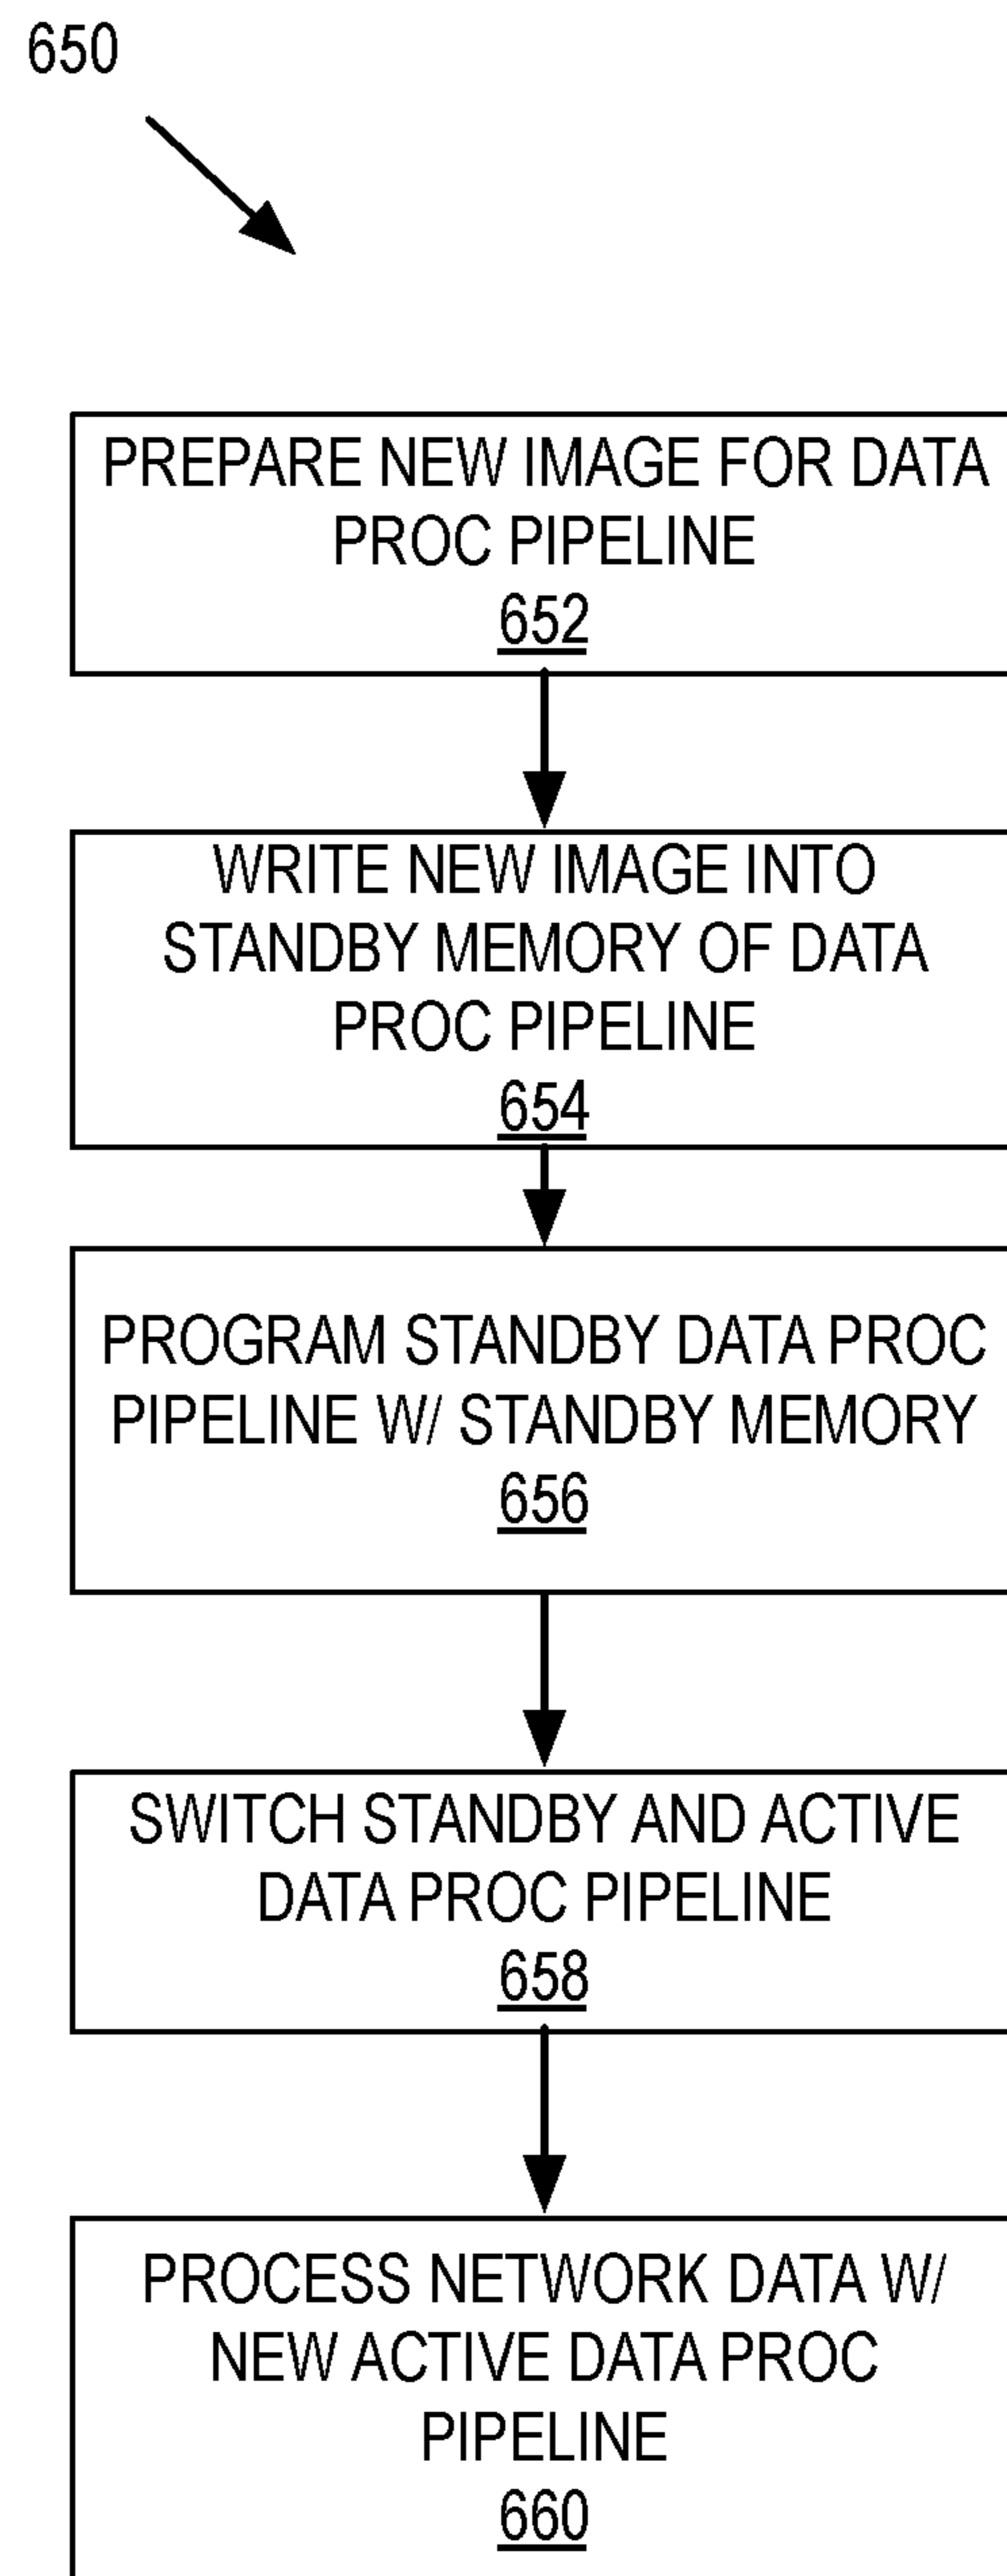 650
PREPARE NEW IMAGE FOR DATA
PROC PIPELINE
652
WRITE NEW IMAGE INTO
STANDBY MEMORY OF DATA
PROC PIPELINE
654
PROGRAM STANDBY DATA PROC
PIPELINE W/ STANDBY MEMORY
656
SWITCH STANDBY AND ACTIVE
DATA PROC PIPELINE
658
PROCESS NETWORK DATA W/
NEW ACTIVE DATA PROC
PIPELINE
660